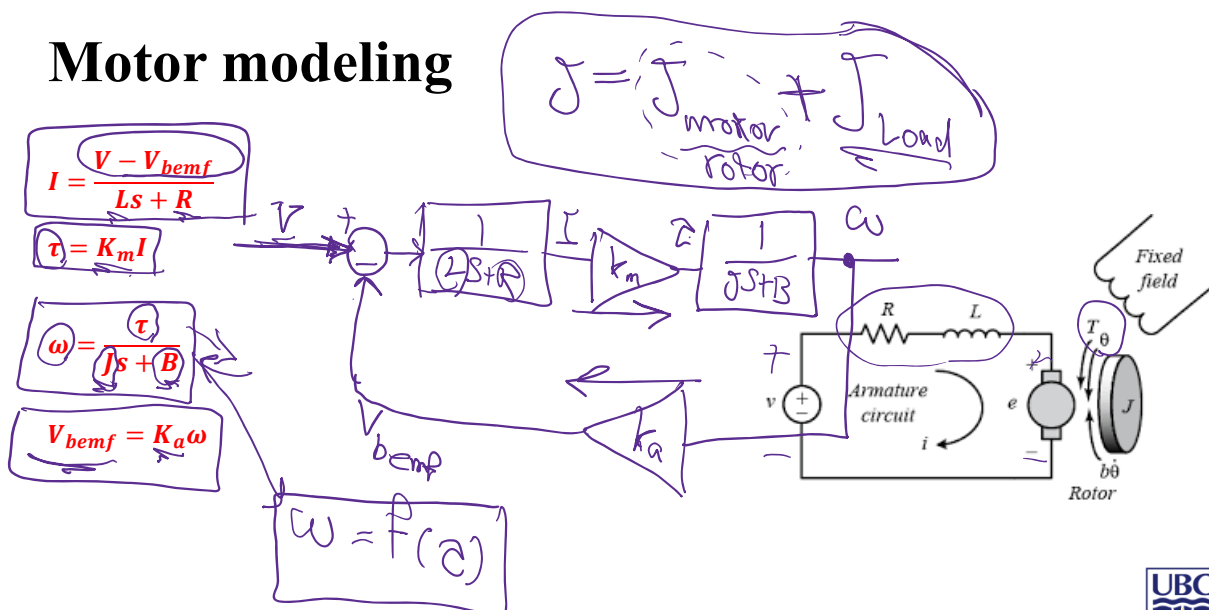 Motor modeling
J = J motor + J Load
rotor
I = (V − V_bemf) / (Ls + R)
τ = K_m I
ω = τ / (Js + B)
V_bemf = K_a ω
V
+
−
1 / (LS+R)
I
K_m
τ
1 / (JS+B)
ω
K_a
V bemf
ω = f(τ)
Fixed
field
R
L
T
θ
+
+
v
+
−
Armature
circuit
i
e
J
−
−
bθ̇
Rotor
UBC